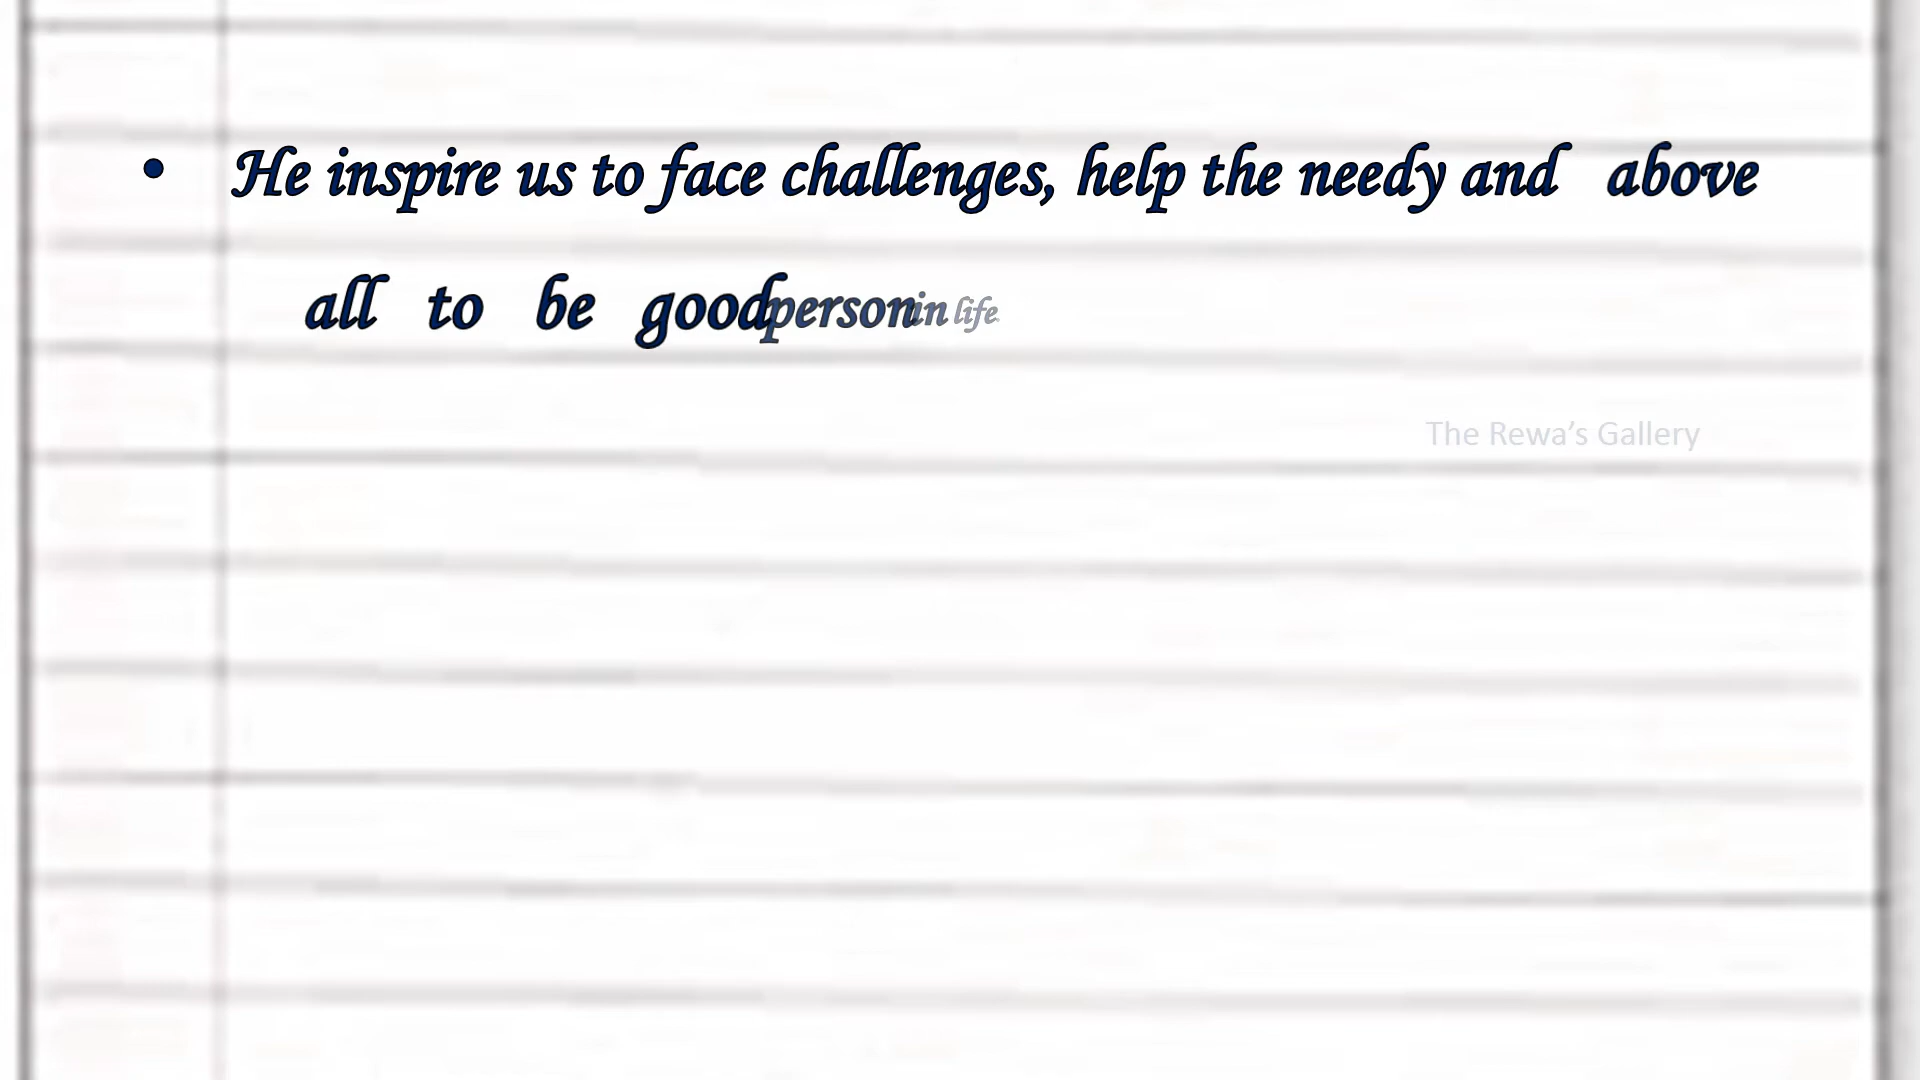 • He inspire us to face challenges, help the needy and above
all to be good person in life.
The Rewa's Gallery